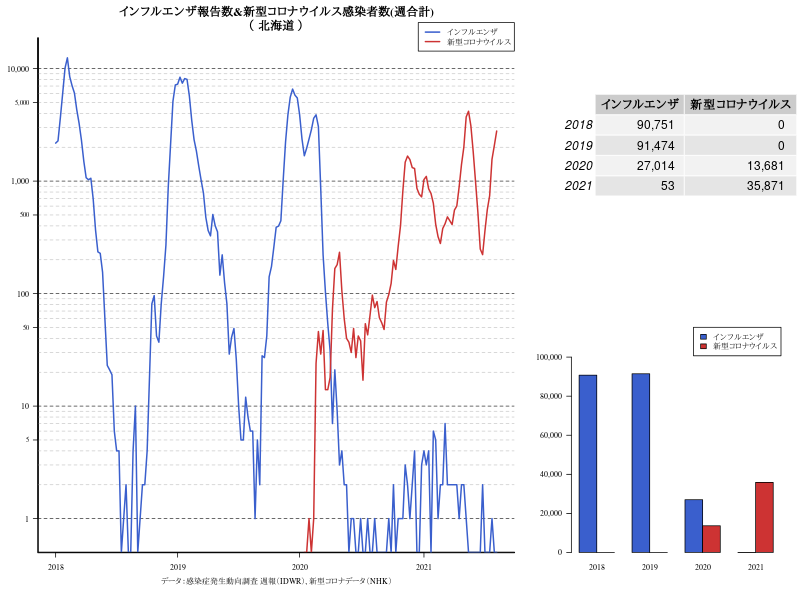 インフルエンザ報告数&新型コロナウイルス感染者数(週合計)
( 北海道 )
インフルエンザ
新型コロナウイルス
10,000
5,000
1,000
500
100
50
10
5
1
2018 2019 2020 2021
データ:感染症発生動向調査 週報(IDWR)、新型コロナデータ(NHK)
インフルエンザ 新型コロナウイルス
2018 90,751 0
2019 91,474 0
2020 27,014 13,681
2021 53 35,871
インフルエンザ
新型コロナウイルス
100,000
80,000
60,000
40,000
20,000
0
2018 2019 2020 2021